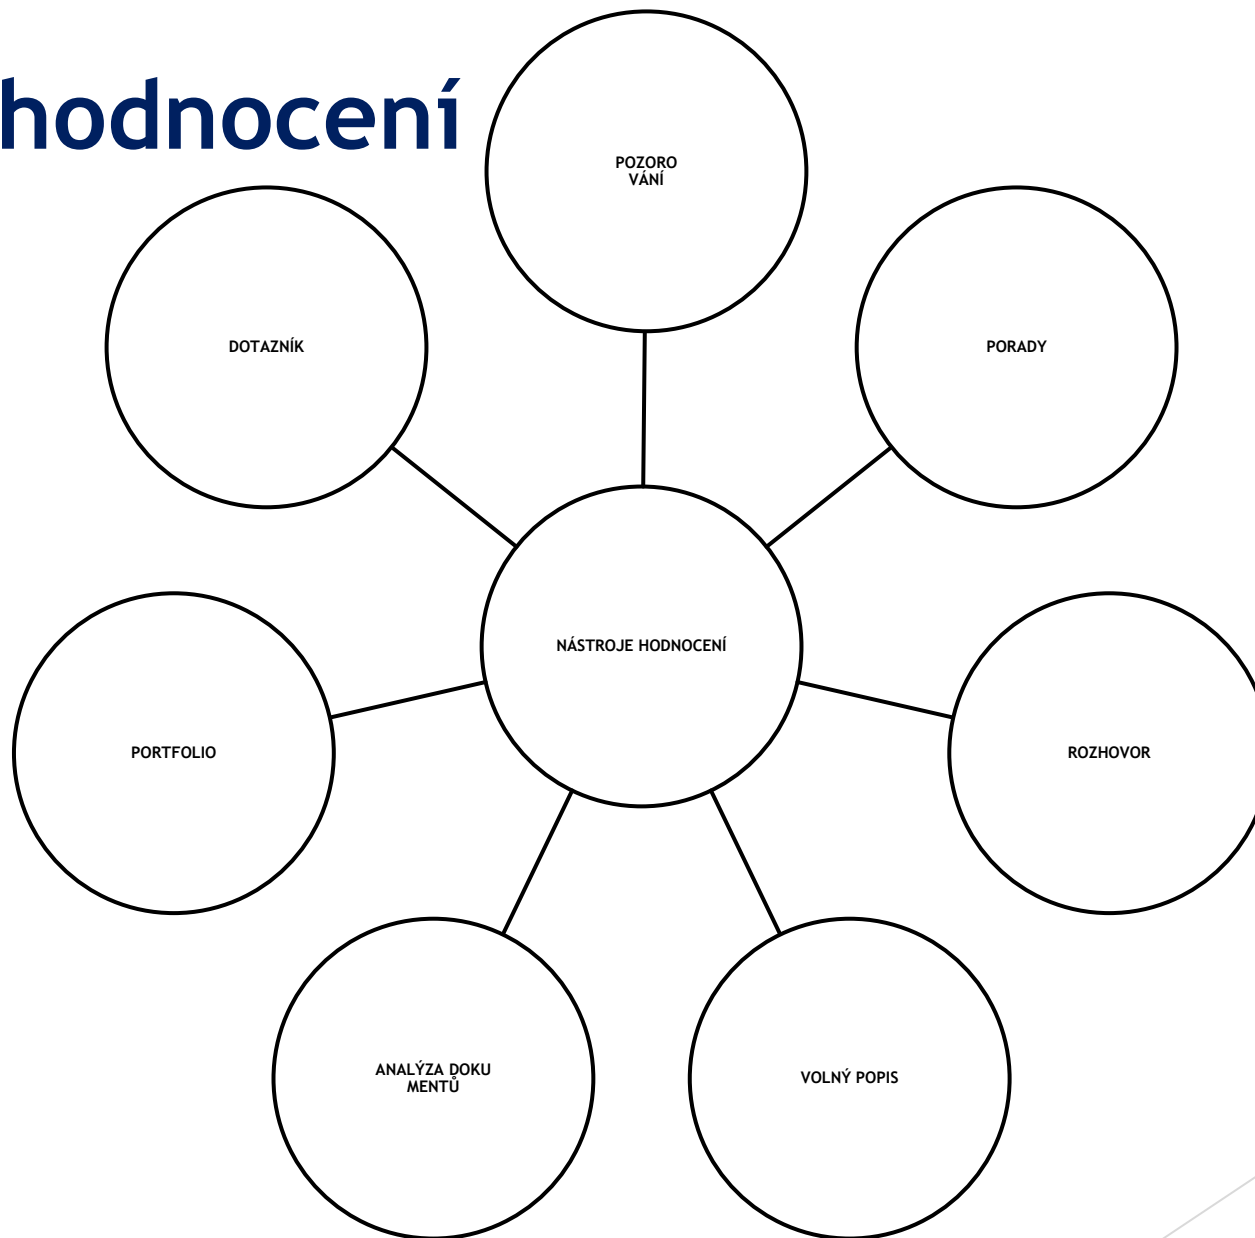 hodnocení
POZORO
VÁNÍ
DOTAZNÍK
PORADY
NÁSTROJE HODNOCENÍ
PORTFOLIO
ROZHOVOR
ANALÝZA DOKU
MENTŮ
VOLNÝ POPIS